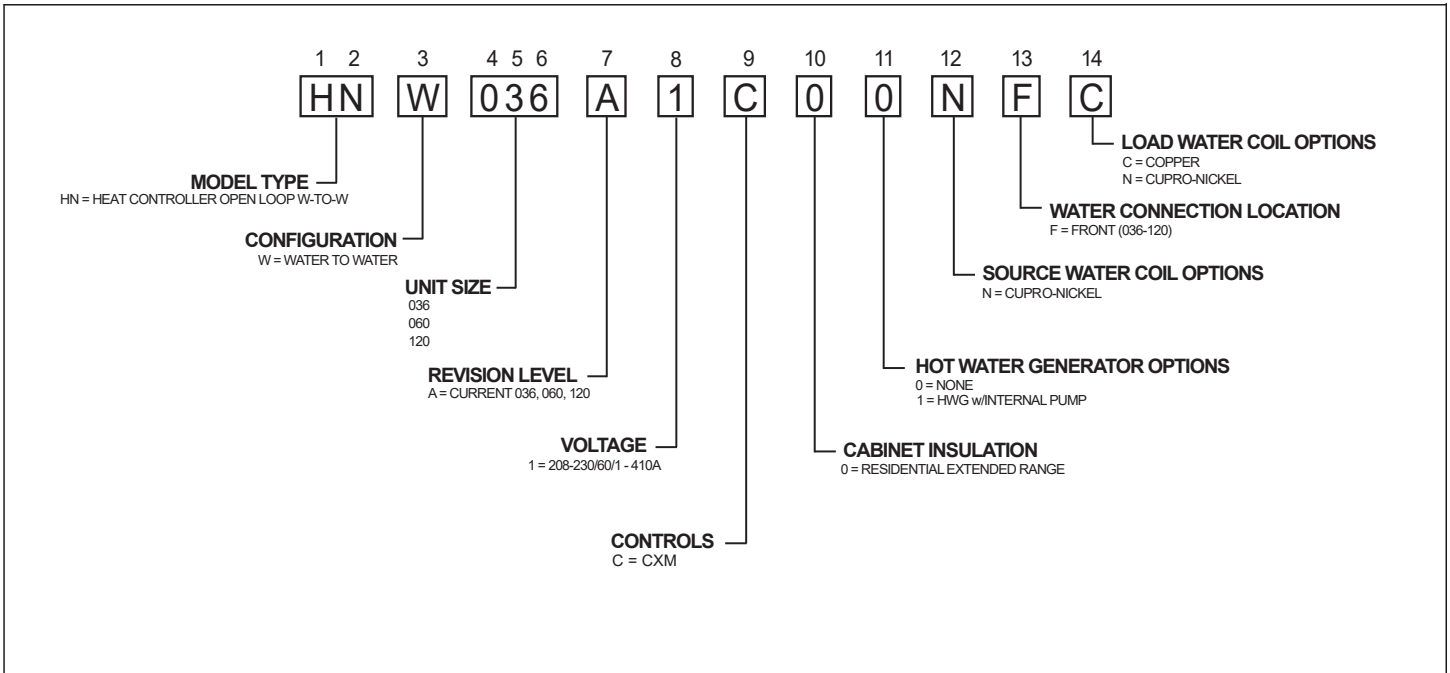 1 2 3 4 5 6 7 8 9 10 11 12 13 14
HN W 036 A 1 C 0 0 N F C
LOAD WATER COIL OPTIONS
C = COPPER
N = CUPRO-NICKEL
MODEL TYPE
HN = HEAT CONTROLLER OPEN LOOP W-TO-W
WATER CONNECTION LOCATION
F = FRONT (036-120)
CONFIGURATION
W = WATER TO WATER
SOURCE WATER COIL OPTIONS
N = CUPRO-NICKEL
UNIT SIZE
036
060
120
HOT WATER GENERATOR OPTIONS
0 = NONE
1 = HWG w/INTERNAL PUMP
REVISION LEVEL
A = CURRENT 036, 060, 120
VOLTAGE
1 = 208-230/60/1 - 410A
CABINET INSULATION
0 = RESIDENTIAL EXTENDED RANGE
CONTROLS
C = CXM